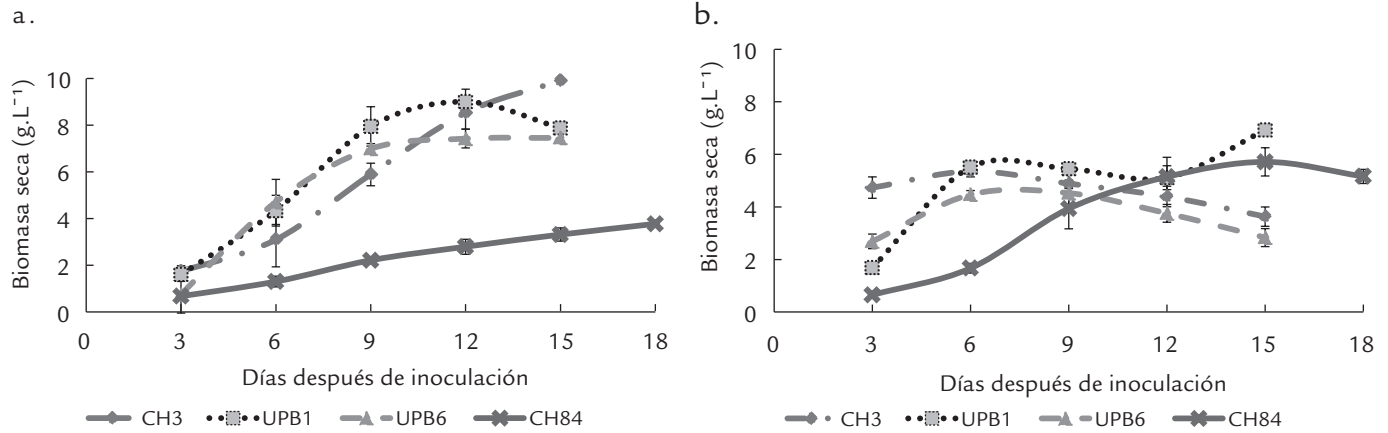 a.
b.
Biomasa seca (g.L⁻¹)
10
8
6
4
2
0
0 3 6 9 12 15 18
Días después de inoculación
CH3 UPB1 UPB6 CH84
Biomasa seca (g.L⁻¹)
10
8
6
4
2
0
0 3 6 9 12 15 18
Días después de inoculación
CH3 UPB1 UPB6 CH84